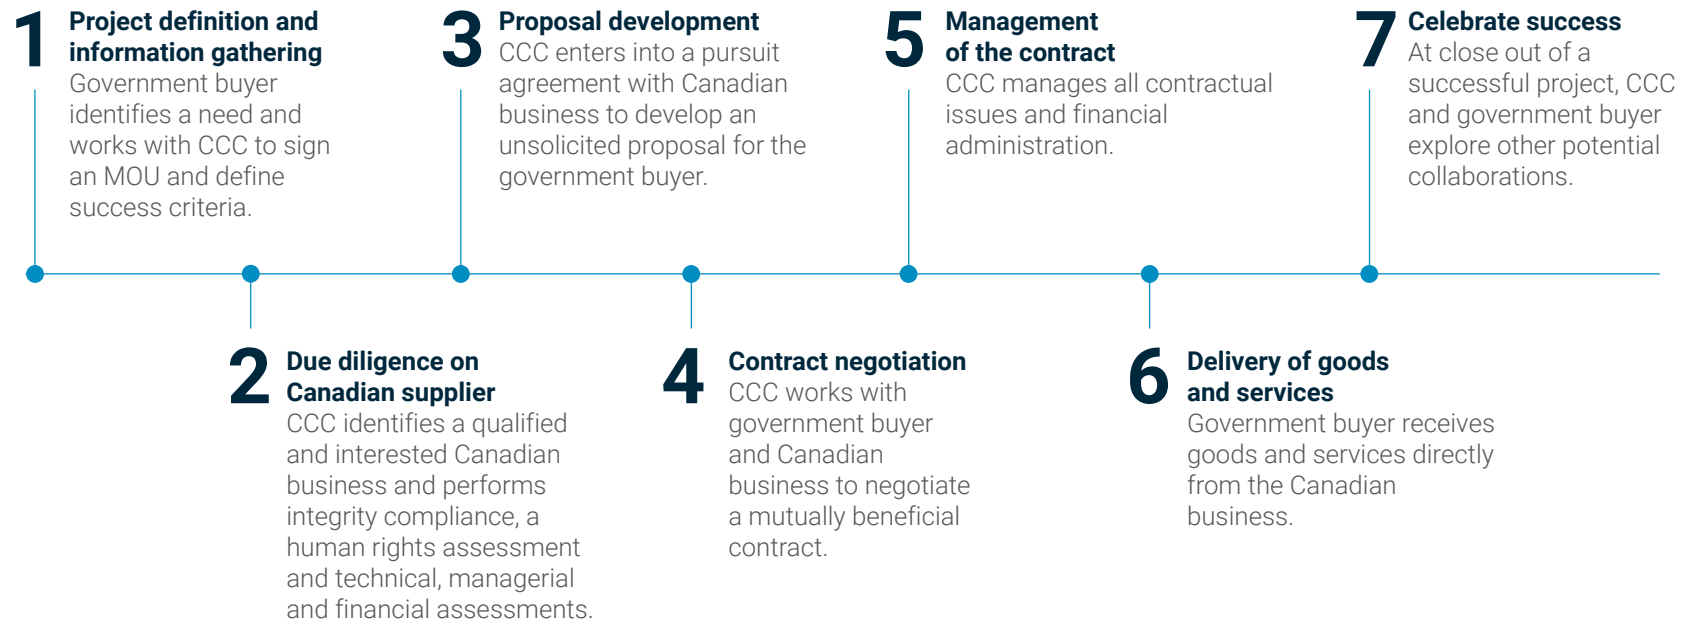 1
Project definition and
information gathering
Government buyer
identifies a need and
works with CCC to sign
an MOU and define
success criteria.
2
Due diligence on
Canadian supplier
CCC identifies a qualified
and interested Canadian
business and performs
integrity compliance, a
human rights assessment
and technical, managerial
and financial assessments.
3
Proposal development
CCC enters into a pursuit
agreement with Canadian
business to develop an
unsolicited proposal for the
government buyer.
4
Contract negotiation
CCC works with
government buyer
and Canadian
business to negotiate
a mutually beneficial
contract.
5
Management
of the contract
CCC manages all contractual
issues and financial
administration.
6
Delivery of goods
and services
Government buyer receives
goods and services directly
from the Canadian
business.
7
Celebrate success
At close out of a
successful project, CCC
and government buyer
explore other potential
collaborations.